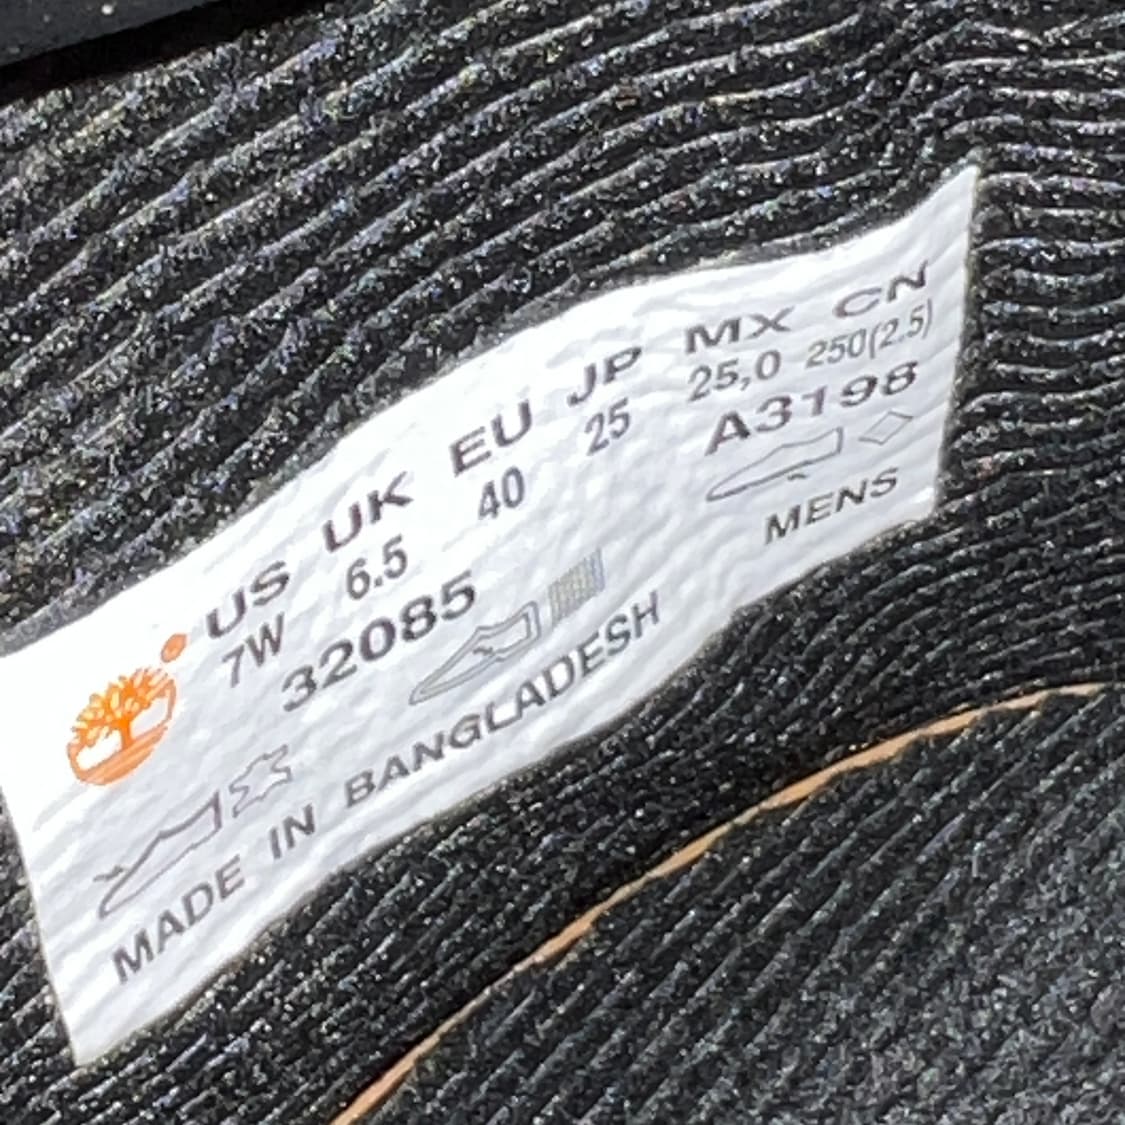 US UK EU JP MX CN
7W 6.5 40 25 25,0 250(2.5)
32085 A3198
MENS
MADE IN BANGLADESH